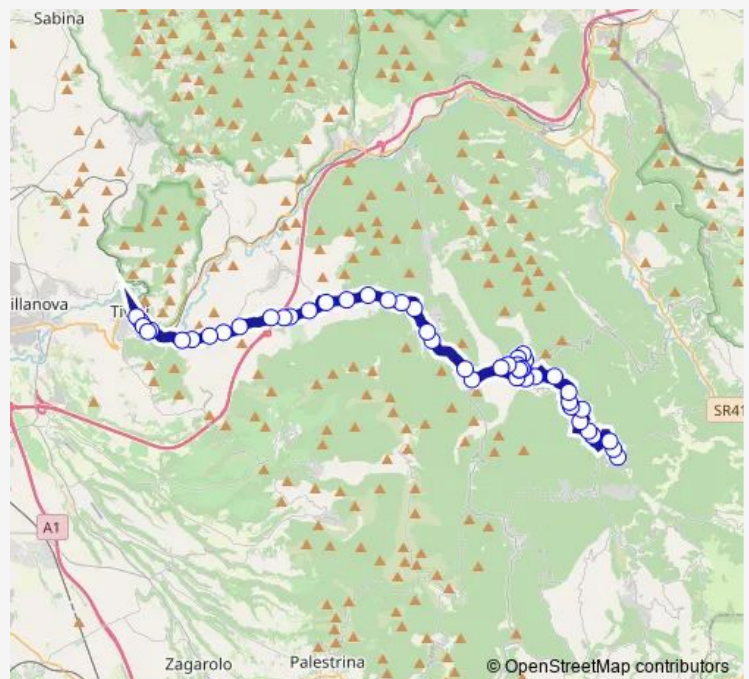 Sabina
illanova
Tiv
SR41
A1
Zagarolo
Palestrina
© OpenStreetMap contributors